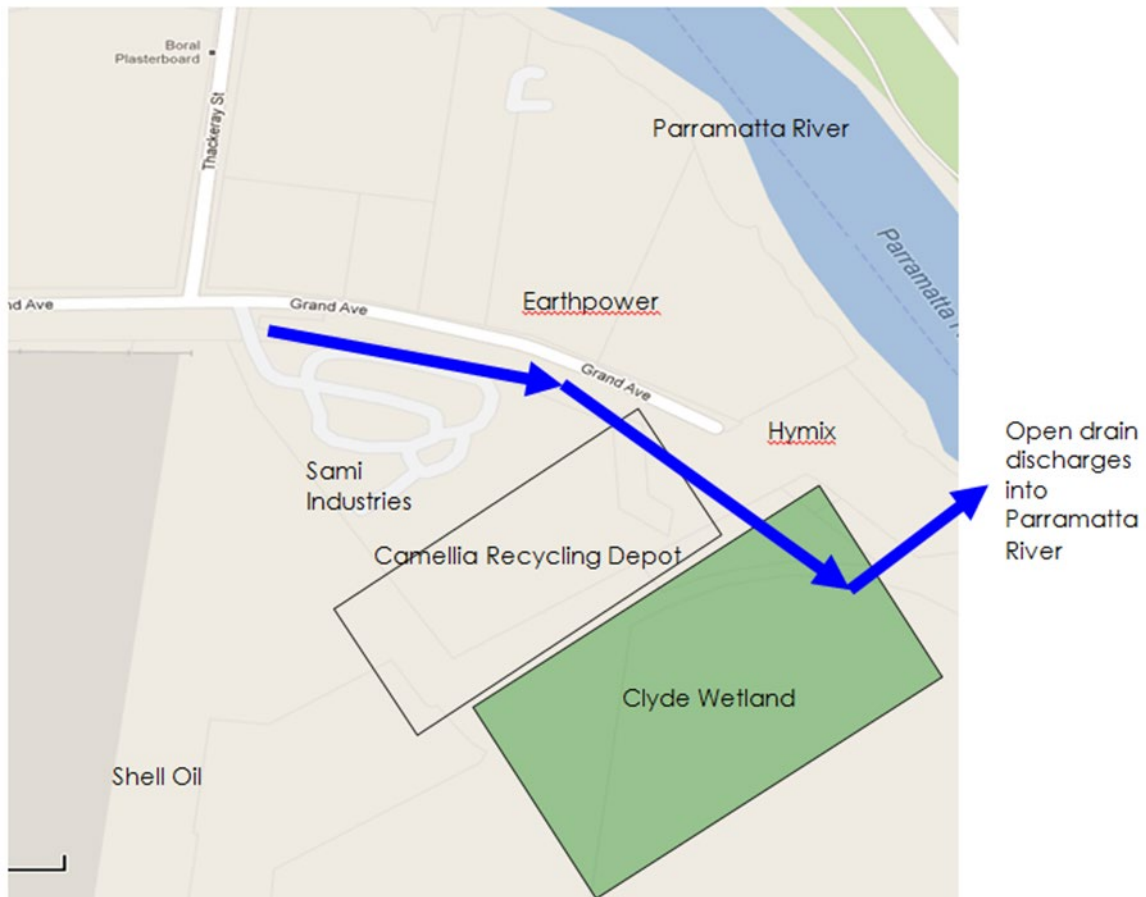 Boral
Plasterboard
Thackeray St
Parramatta River
Parramatta
nd Ave
Grand Ave
Earthpower
Grand Ave
Hymix
Open drain
discharges
into
Parramatta
River
Sami
Industries
Camellia Recycling Depot
Clyde Wetland
Shell Oil